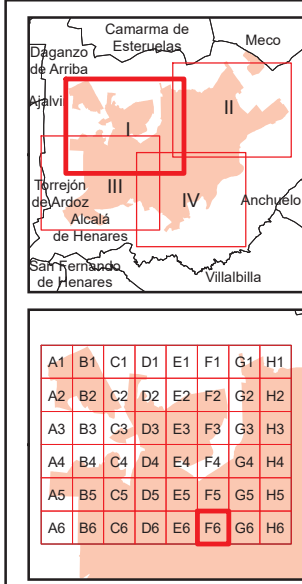 Camarma de
Esteruelas
Meco
Daganzo
de Arriba
Ajalvi
I
II
Torrejón
de Ardoz
III
IV
Anchuelo
Alcalá
de Henares
San Fernando
de Henares
Villalbilla
A1 B1 C1 D1 E1 F1 G1 H1
A2 B2 C2 D2 E2 F2 G2 H2
A3 B3 C3 D3 E3 F3 G3 H3
A4 B4 C4 D4 E4 F4 G4 H4
A5 B5 C5 D5 E5 F5 G5 H5
A6 B6 C6 D6 E6 F6 G6 H6